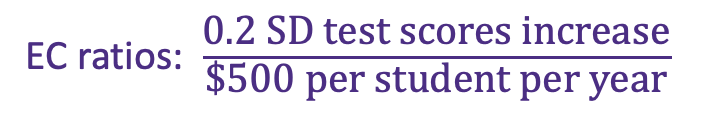 EC ratios:
0.2 SD test scores increase
$500 per student per year